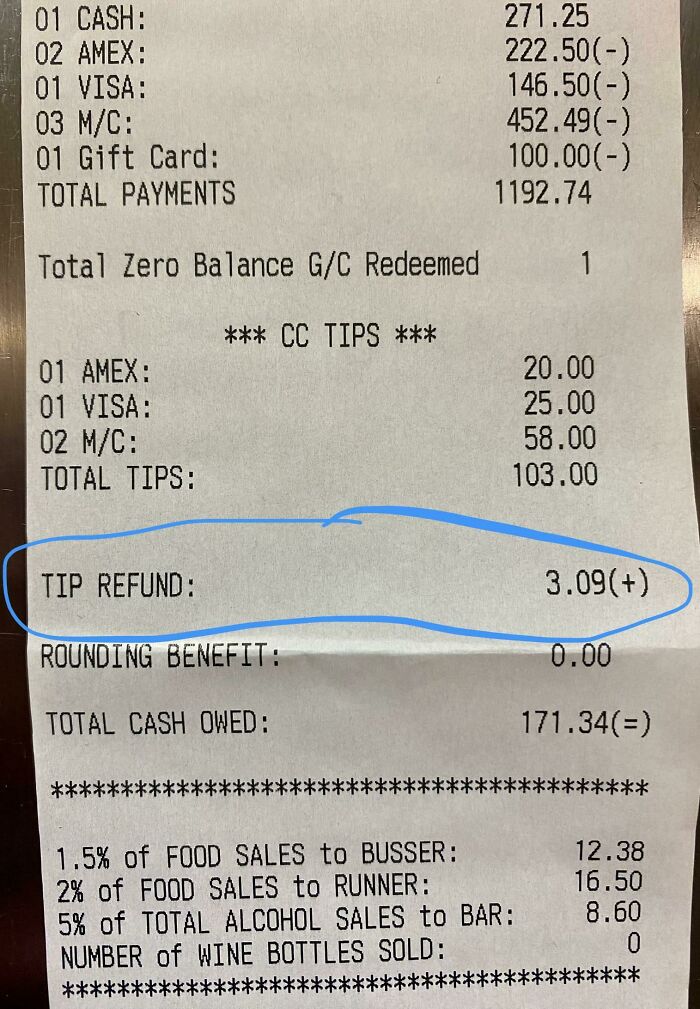 01 CASH: 271.25
02 AMEX: 222.50(-)
01 VISA: 146.50(-)
03 M/C: 452.49(-)
01 Gift Card: 100.00(-)
TOTAL PAYMENTS 1192.74
Total Zero Balance G/C Redeemed 1
*** CC TIPS ***
01 AMEX: 20.00
01 VISA: 25.00
02 M/C: 58.00
TOTAL TIPS: 103.00
TIP REFUND: 3.09(+)
ROUNDING BENEFIT: 0.00
TOTAL CASH OWED: 171.34(=)
******************************************
1.5% of FOOD SALES to BUSSER: 12.38
2% of FOOD SALES to RUNNER: 16.50
5% of TOTAL ALCOHOL SALES to BAR: 8.60
NUMBER of WINE BOTTLES SOLD: 0
******************************************